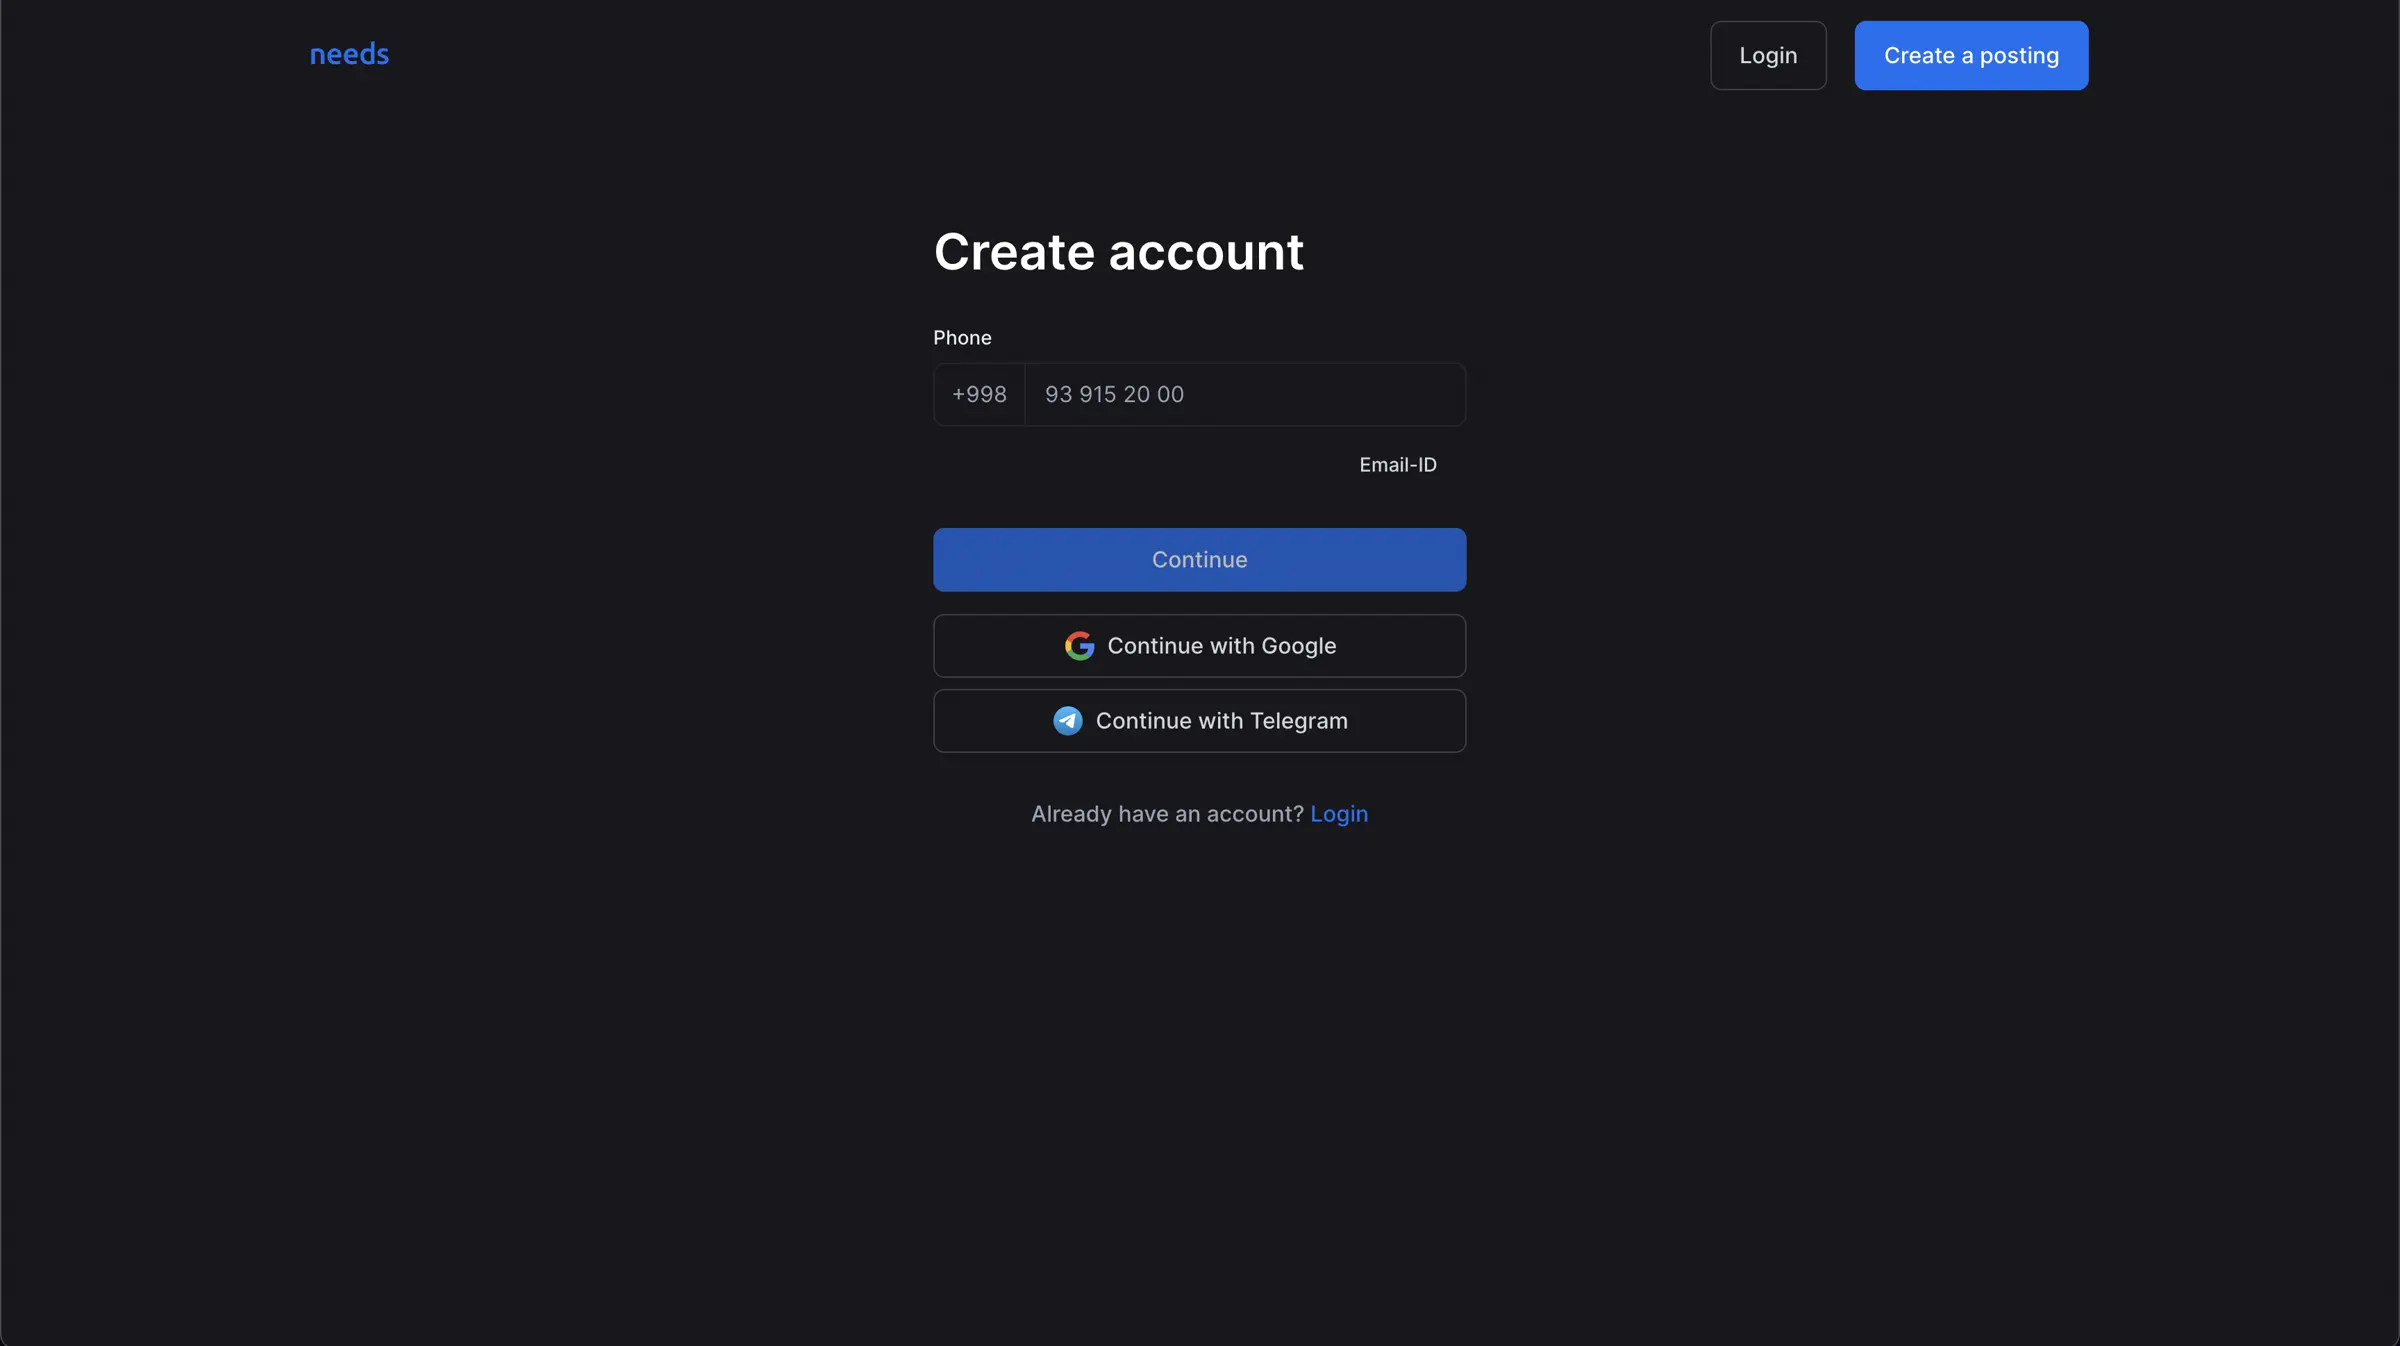 needs
Login
Create a posting
Create account
Phone
+998
93 915 20 00
Email-ID
Continue
Continue with Google
Continue with Telegram
Already have an account? Login